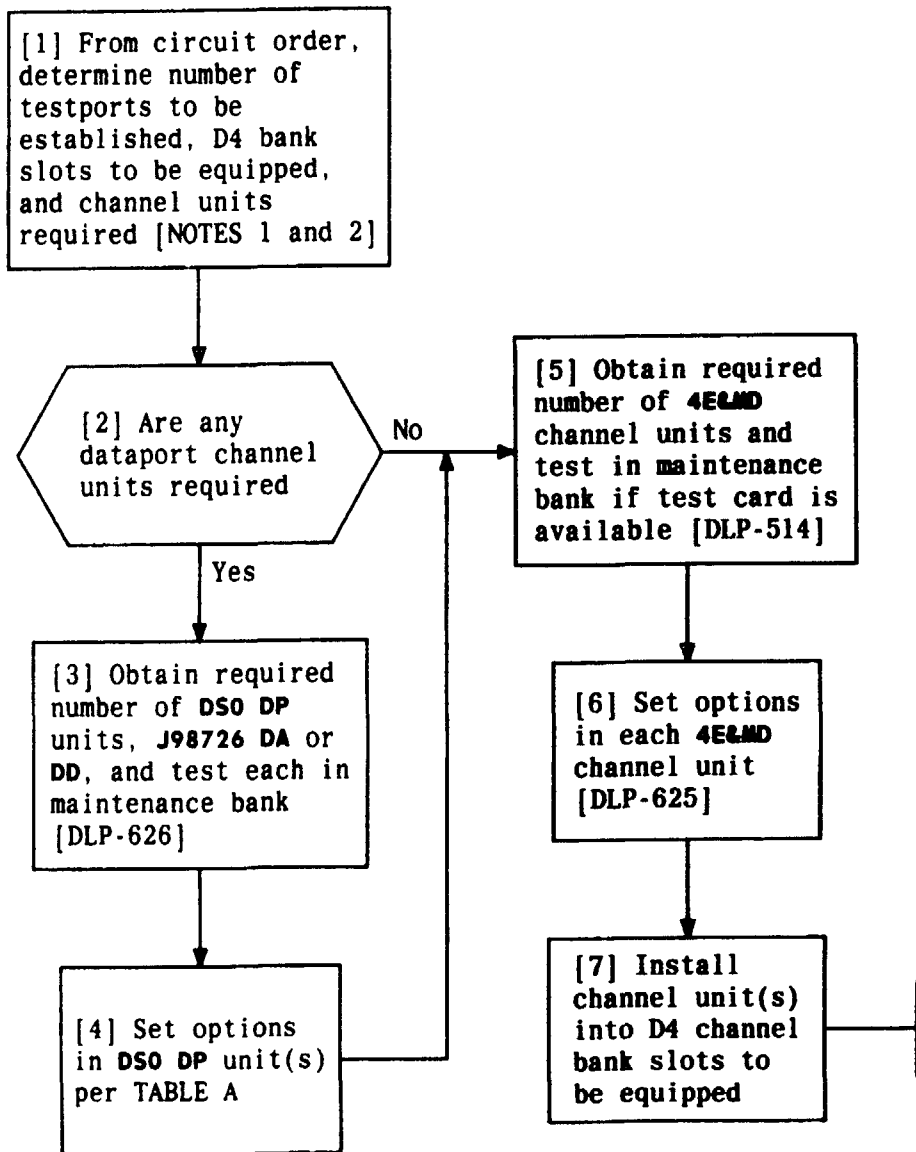 [1] From circuit order,
determine number of
testports to be
established, D4 bank
slots to be equipped,
and channel units
required [NOTES 1 and 2]
[2] Are any
dataport channel
units required
No
Yes
[3] Obtain required
number of DS0 DP
units, J98726 DA or
DD, and test each in
maintenance bank
[DLP-626]
[4] Set options
in DS0 DP unit(s)
per TABLE A
[5] Obtain required
number of 4E&MD
channel units and
test in maintenance
bank if test card is
available [DLP-514]
[6] Set options
in each 4E&MD
channel unit
[DLP-625]
[7] Install
channel unit(s)
into D4 channel
bank slots to
be equipped